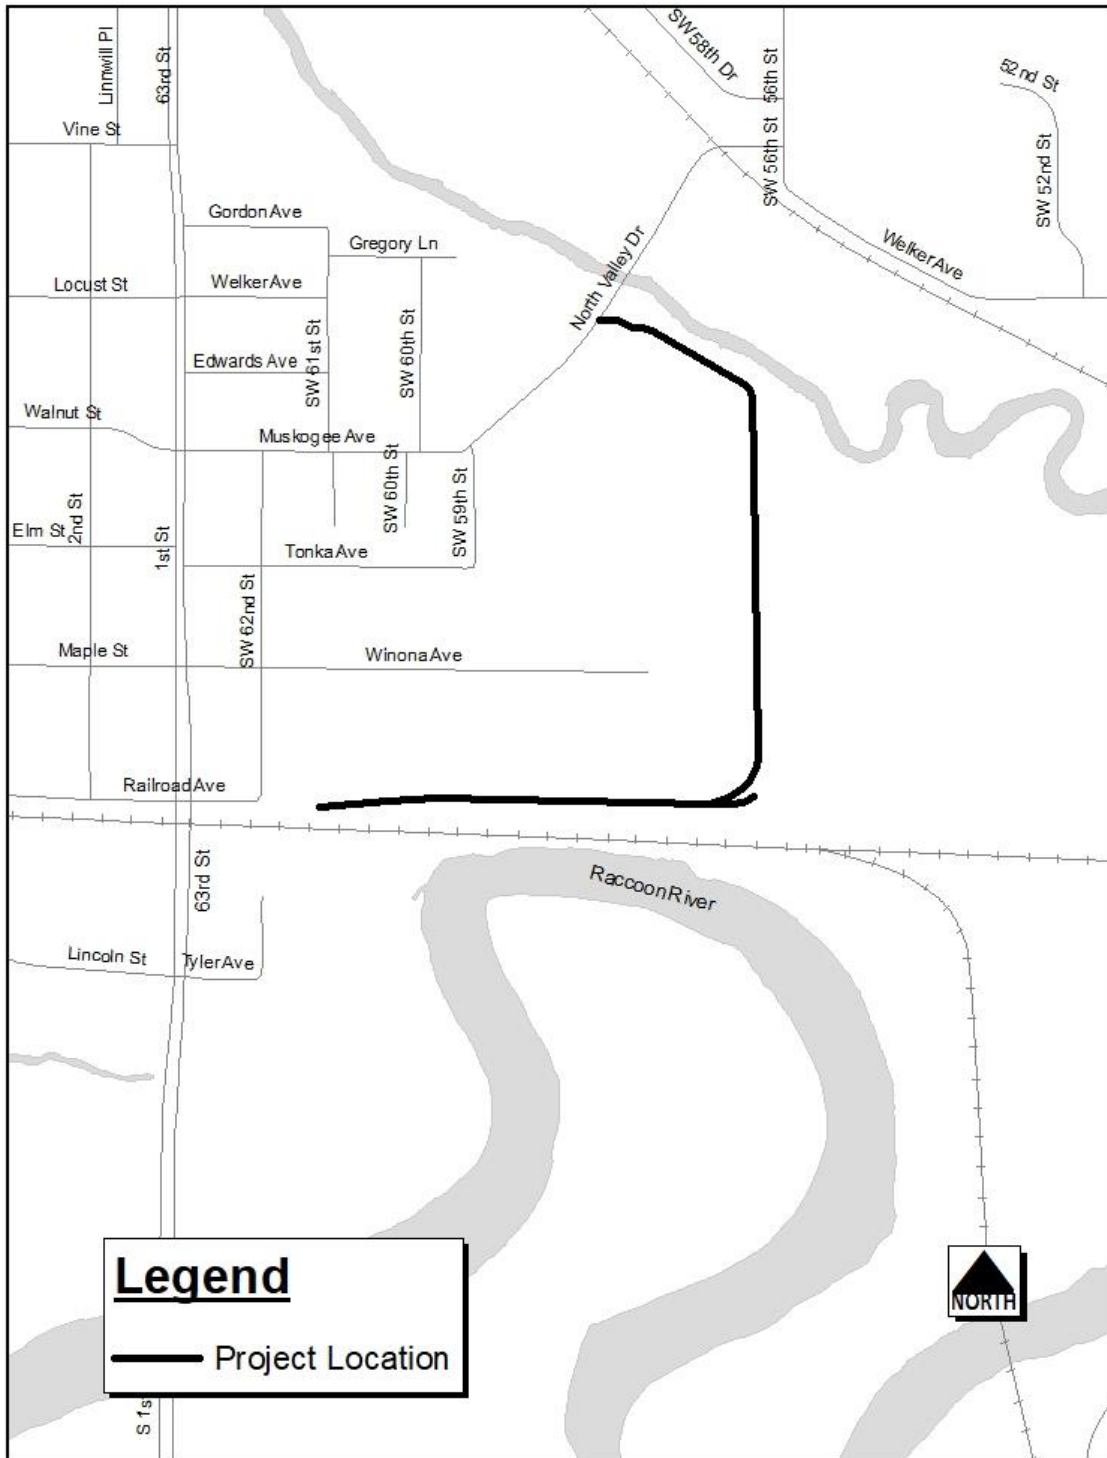 SW 58th Dr
Linnwill Pl
63rd St
56th St
52nd St
Vine St
SW 56th St
SW 52nd St
Gordon Ave
Gregory Ln
North Valley Dr
Welker Ave
Locust St
Welker Ave
SW 61st St
SW 60th St
Edwards Ave
Walnut St
Muskogee Ave
SW 60th St
SW 59th St
2nd St
Elm St
1st St
Tonka Ave
SW 62nd St
Maple St
Winona Ave
Railroad Ave
63rd St
Raccoon River
Lincoln St
Tyler Ave
Legend
Project Location
NORTH
S 1s